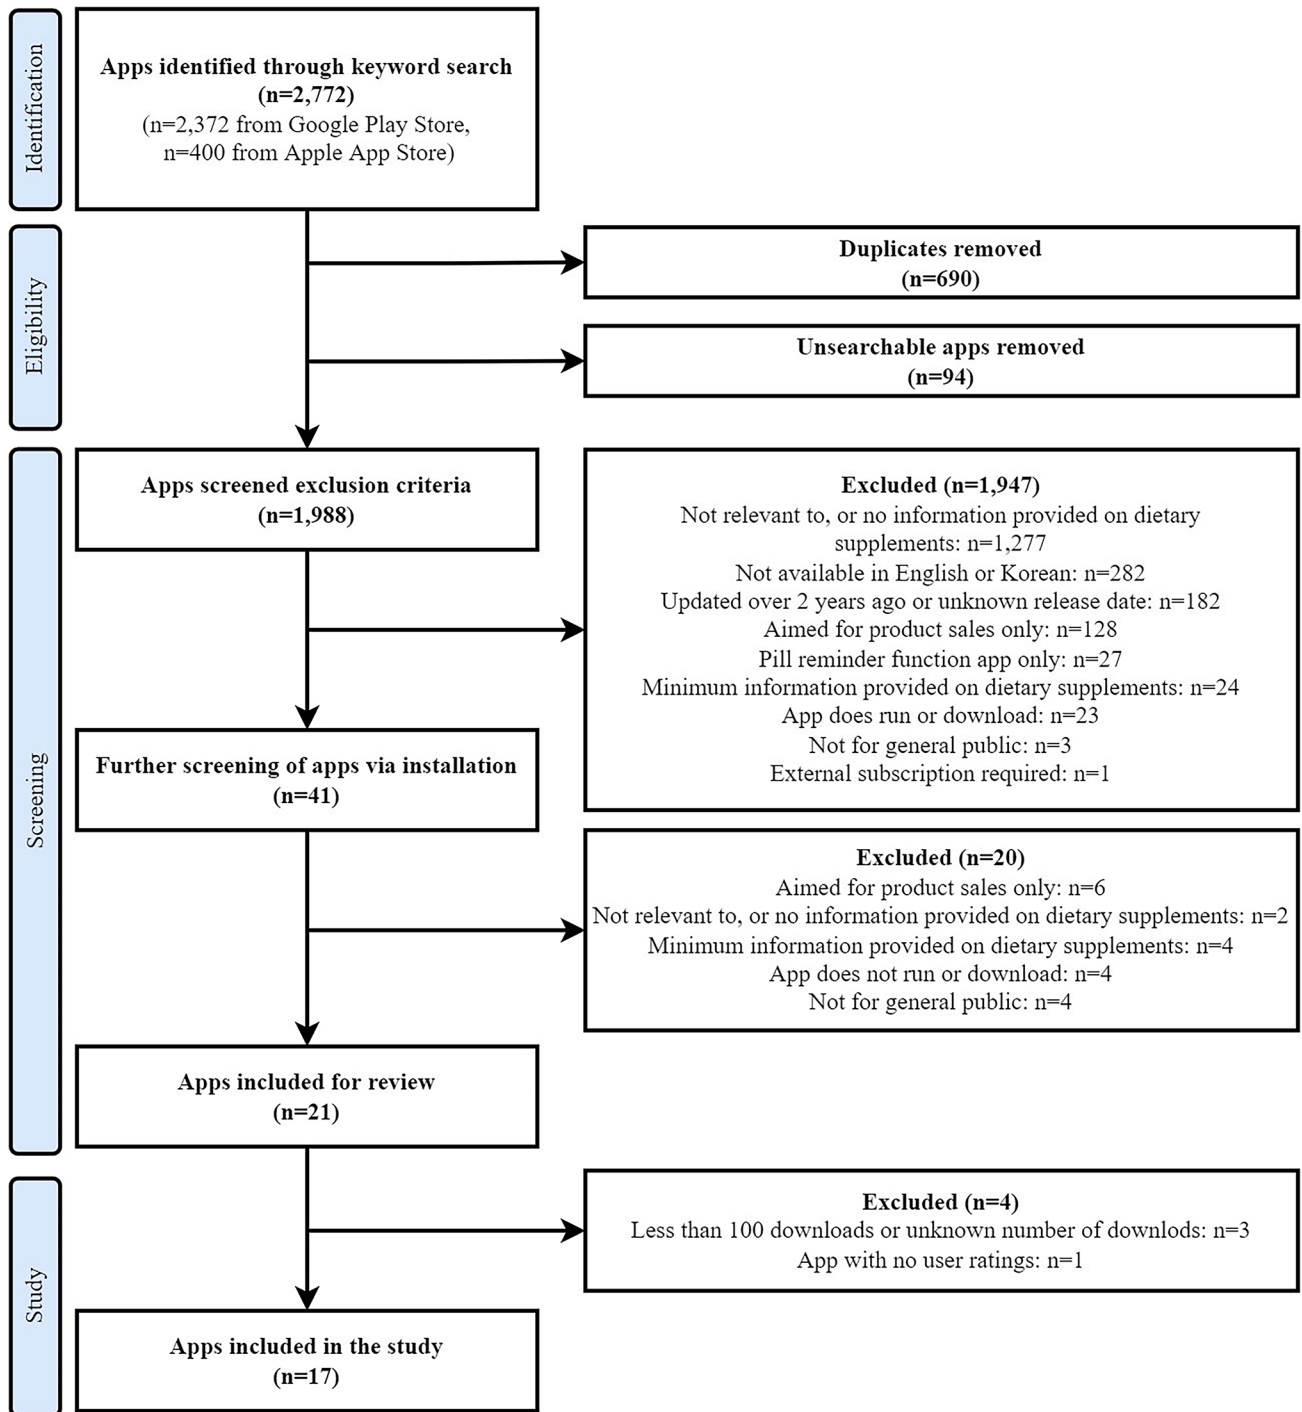 Identification
Apps identified through keyword search
(n=2,772)
(n=2,372 from Google Play Store,
n=400 from Apple App Store)
Eligibility
Duplicates removed
(n=690)
Unsearchable apps removed
(n=94)
Screening
Apps screened exclusion criteria
(n=1,988)
Excluded (n=1,947)
Not relevant to, or no information provided on dietary
supplements: n=1,277
Not available in English or Korean: n=282
Updated over 2 years ago or unknown release date: n=182
Aimed for product sales only: n=128
Pill reminder function app only: n=27
Minimum information provided on dietary supplements: n=24
App does run or download: n=23
Not for general public: n=3
External subscription required: n=1
Further screening of apps via installation
(n=41)
Excluded (n=20)
Aimed for product sales only: n=6
Not relevant to, or no information provided on dietary supplements: n=2
Minimum information provided on dietary supplements: n=4
App does not run or download: n=4
Not for general public: n=4
Apps included for review
(n=21)
Study
Excluded (n=4)
Less than 100 downloads or unknown number of downlods: n=3
App with no user ratings: n=1
Apps included in the study
(n=17)